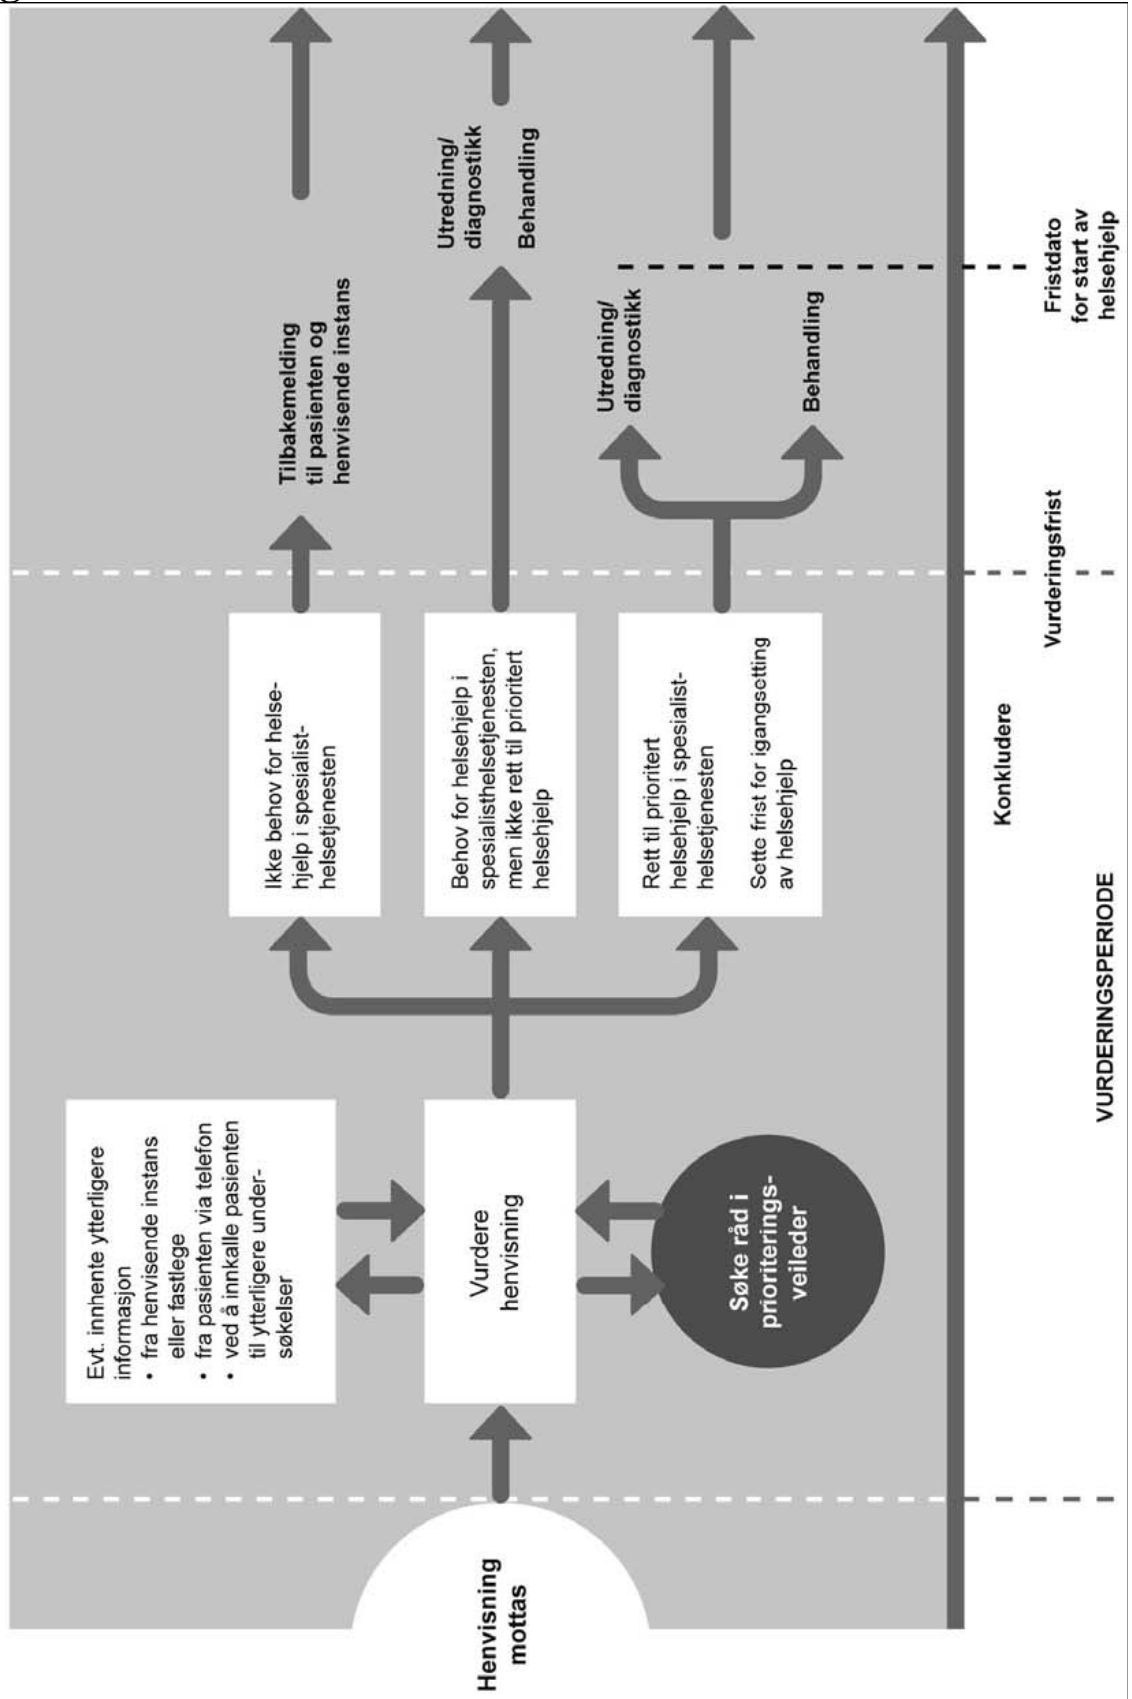 Henvisning
mottas
Evt. innhente ytterligere
informasjon
• fra henvisende instans
eller fastlege
• fra pasienten via telefon
• ved å innkalle pasienten
til ytterligere under-
søkelser
Vurdere
henvisning
Søke råd i
prioriterings-
veileder
Ikke behov for helse-
hjelp i spesialist-
helsetjenesten
Behov for helsehjelp i
spesialisthelsetjenesten,
men ikke rett til prioritert
helsehjelp
Rett til prioritert
helsehjelp i spesialist-
helsetjenesten
Sette frist for igangsetting
av helsehjelp
Tilbakemelding
til pasienten og
henvisende instans
Utredning/
diagnostikk
Behandling
Utredning/
diagnostikk
Behandling
Konkludere
Vurderingsfrist
Fristdato
for start av
helsehjelp
VURDERINGSPERIODE